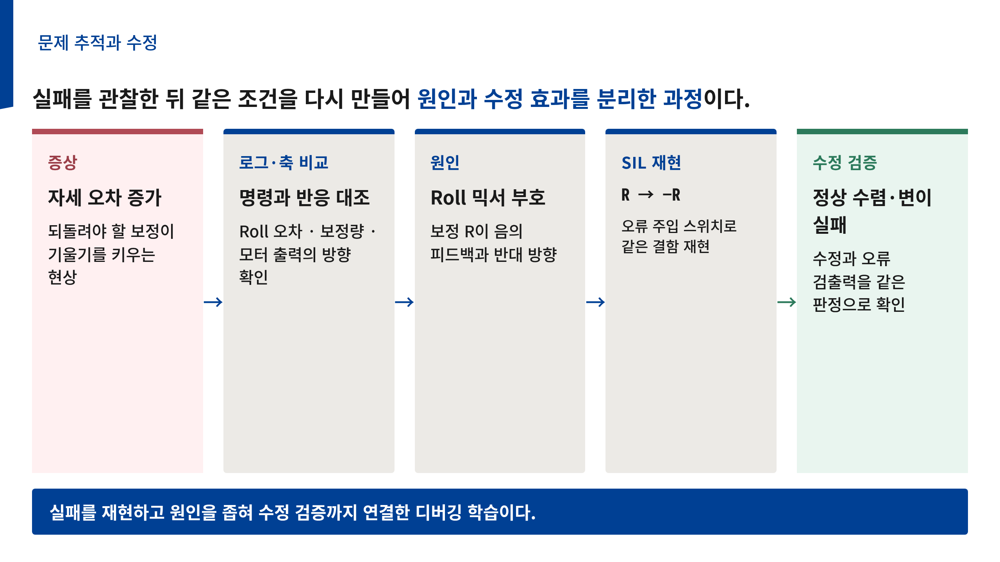 문제 추적과 수정
실패를 관찰한 뒤 같은 조건을 다시 만들어 원인과 수정 효과를 분리한 과정이다.
증상
자세 오차 증가
되돌려야 할 보정이
기울기를 키우는
현상
→
로그·축 비교
명령과 반응 대조
Roll 오차 · 보정량 ·
모터 출력의 방향
확인
→
원인
Roll 믹서 부호
보정 R이 음의
피드백과 반대 방향
→
SIL 재현
R → −R
오류 주입 스위치로
같은 결함 재현
→
수정 검증
정상 수렴·변이
실패
수정과 오류
검출력을 같은
판정으로 확인
실패를 재현하고 원인을 좁혀 수정 검증까지 연결한 디버깅 학습이다.